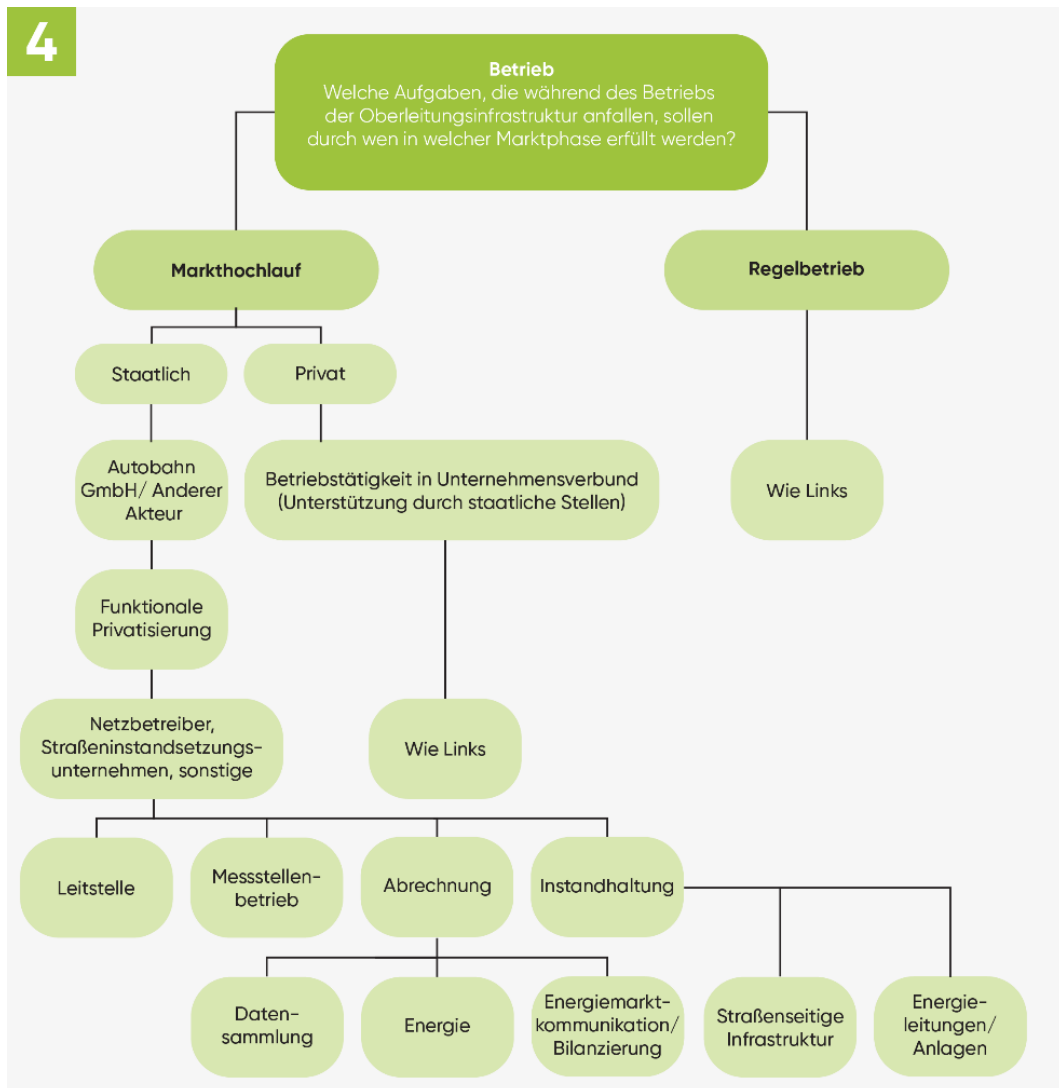 4
Betrieb
Welche Aufgaben, die während des Betriebs
der Oberleitungsinfrastruktur anfallen, sollen
durch wen in welcher Marktphase erfüllt werden?
Markthochlauf
Regelbetrieb
Staatlich
Privat
Autobahn
GmbH/ Anderer
Akteur
Betriebstätigkeit in Unternehmensverbund
(Unterstützung durch staatliche Stellen)
Wie Links
Funktionale
Privatisierung
Netzbetreiber,
Straßeninstandsetzungs-
unternehmen, sonstige
Wie Links
Leitstelle
Messstellen-
betrieb
Abrechnung
Instandhaltung
Daten-
sammlung
Energie
Energiemarkt-
kommunikation/
Bilanzierung
Straßenseitige
Infrastruktur
Energie-
leitungen/
Anlagen